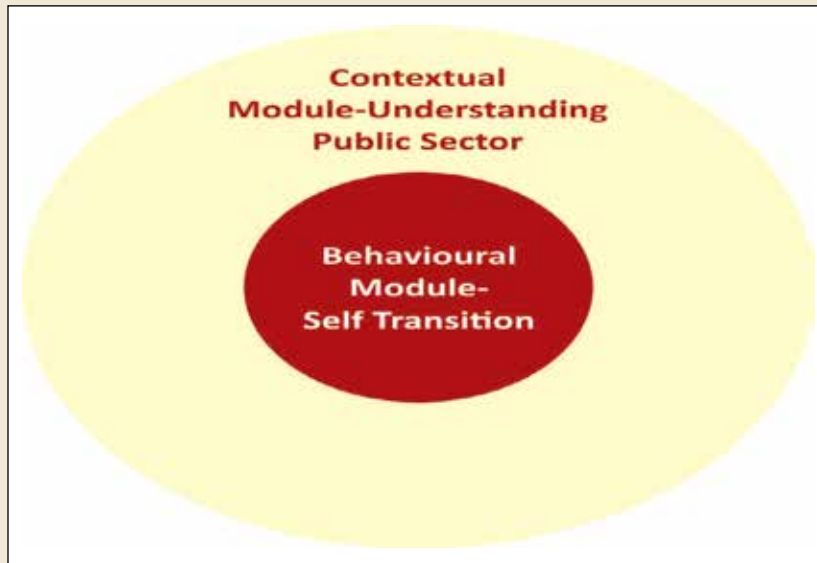 Contextual
Module-Understanding
Public Sector
Behavioural
Module-
Self Transition